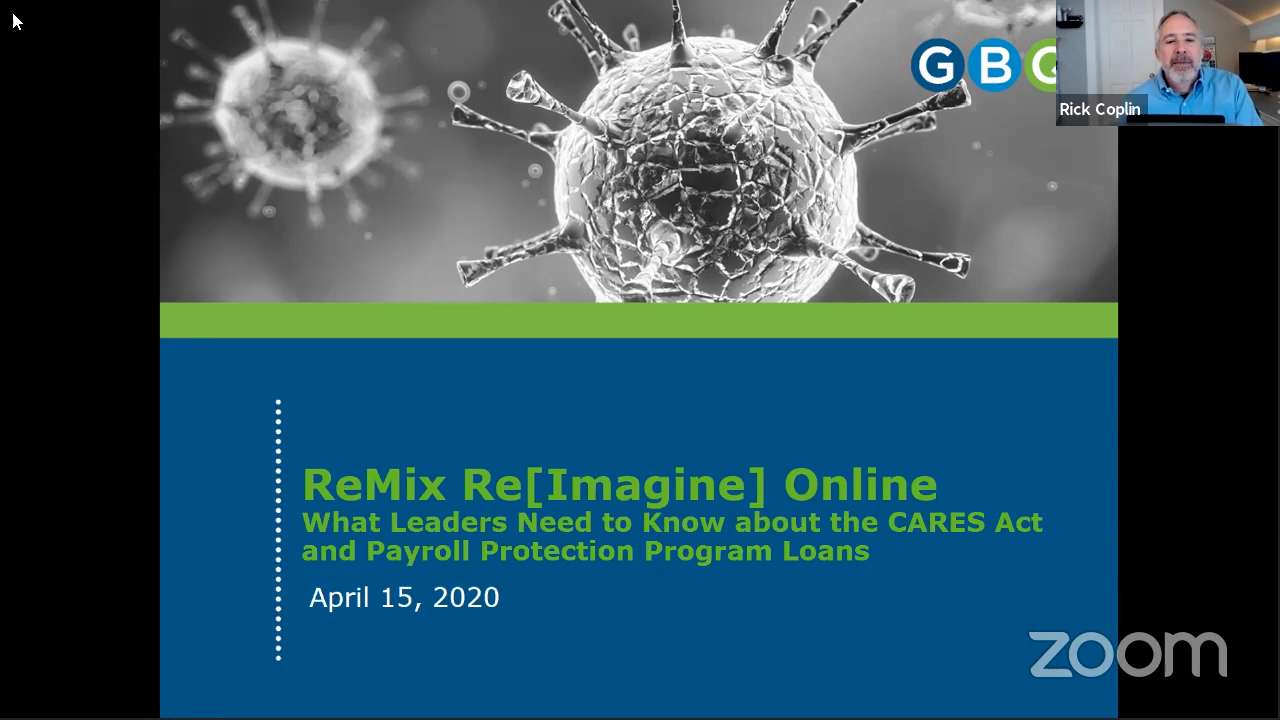 GBQ
Rick Coplin
ReMix Re[Imagine] Online
What Leaders Need to Know about the CARES Act
and Payroll Protection Program Loans
April 15, 2020
zoom